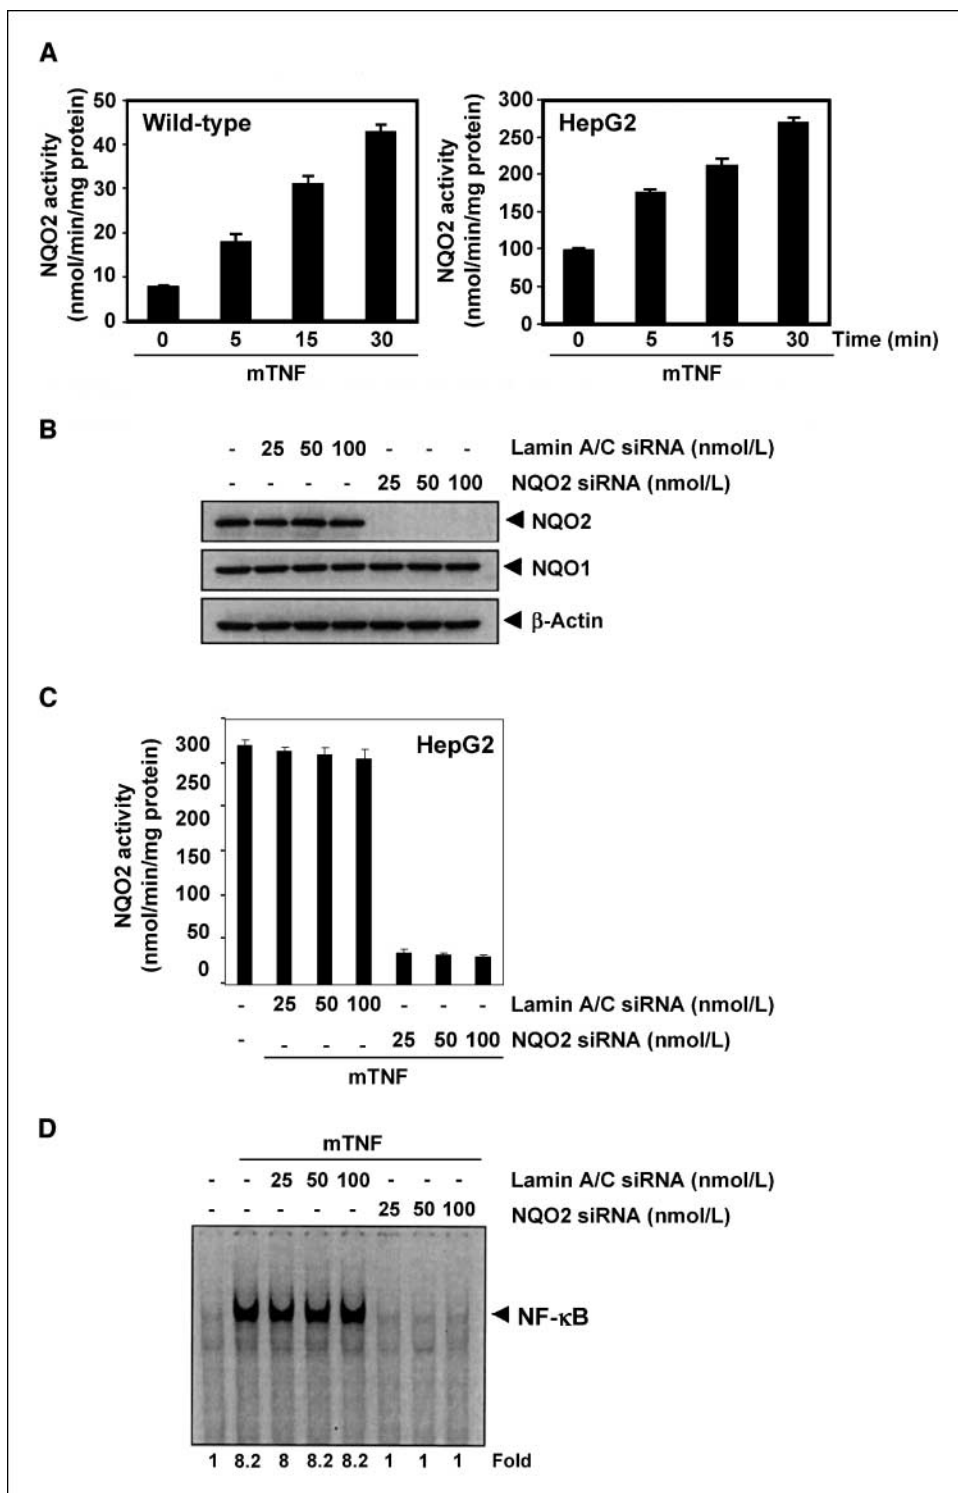 A
NQO2 activity
(nmol/min/mg protein)
50
40
30
20
10
0
Wild-type
0 5 15 30
mTNF
NQO2 activity
(nmol/min/mg protein)
300
250
200
150
100
50
0
HepG2
0 5 15 30 Time (min)
mTNF
B
- 25 50 100 - - - Lamin A/C siRNA (nmol/L)
- - - - 25 50 100 NQO2 siRNA (nmol/L)
NQO2
NQO1
β-Actin
C
NQO2 activity
(nmol/min/mg protein)
300
250
200
150
100
50
0
HepG2
- 25 50 100 - - - Lamin A/C siRNA (nmol/L)
- - - - 25 50 100 NQO2 siRNA (nmol/L)
mTNF
D
mTNF
- - 25 50 100 - - - Lamin A/C siRNA (nmol/L)
- - - - - 25 50 100 NQO2 siRNA (nmol/L)
NF-κB
1 8.2 8 8.2 8.2 1 1 1 Fold